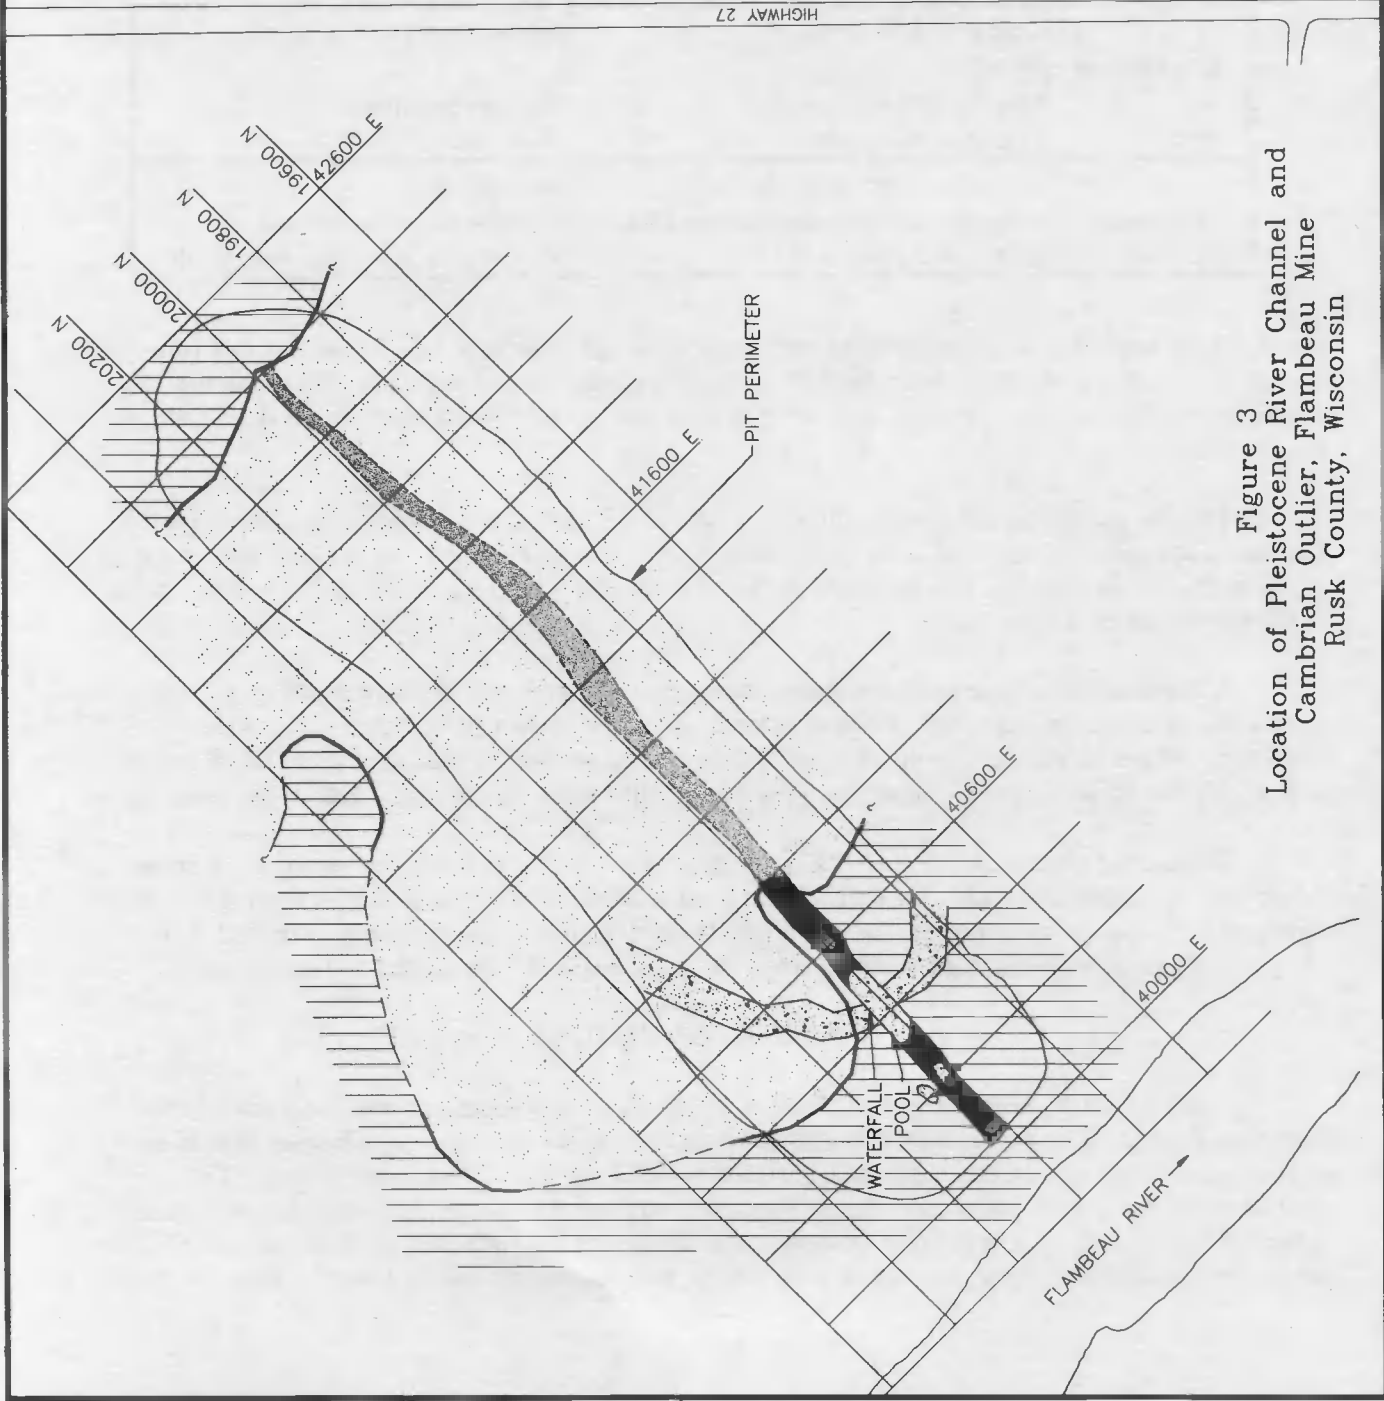 HIGHWAY 27
19600 N
42600 E
19800 N
20000 N
20200 N
PIT PERIMETER
41600 E
40600 E
40000 E
WATERFALL
POOL
FLAMBEAU RIVER
Figure 3
Location of Pleistocene River Channel and
Cambrian Outlier, Flambeau Mine
Rusk County, Wisconsin
?
?
?
?